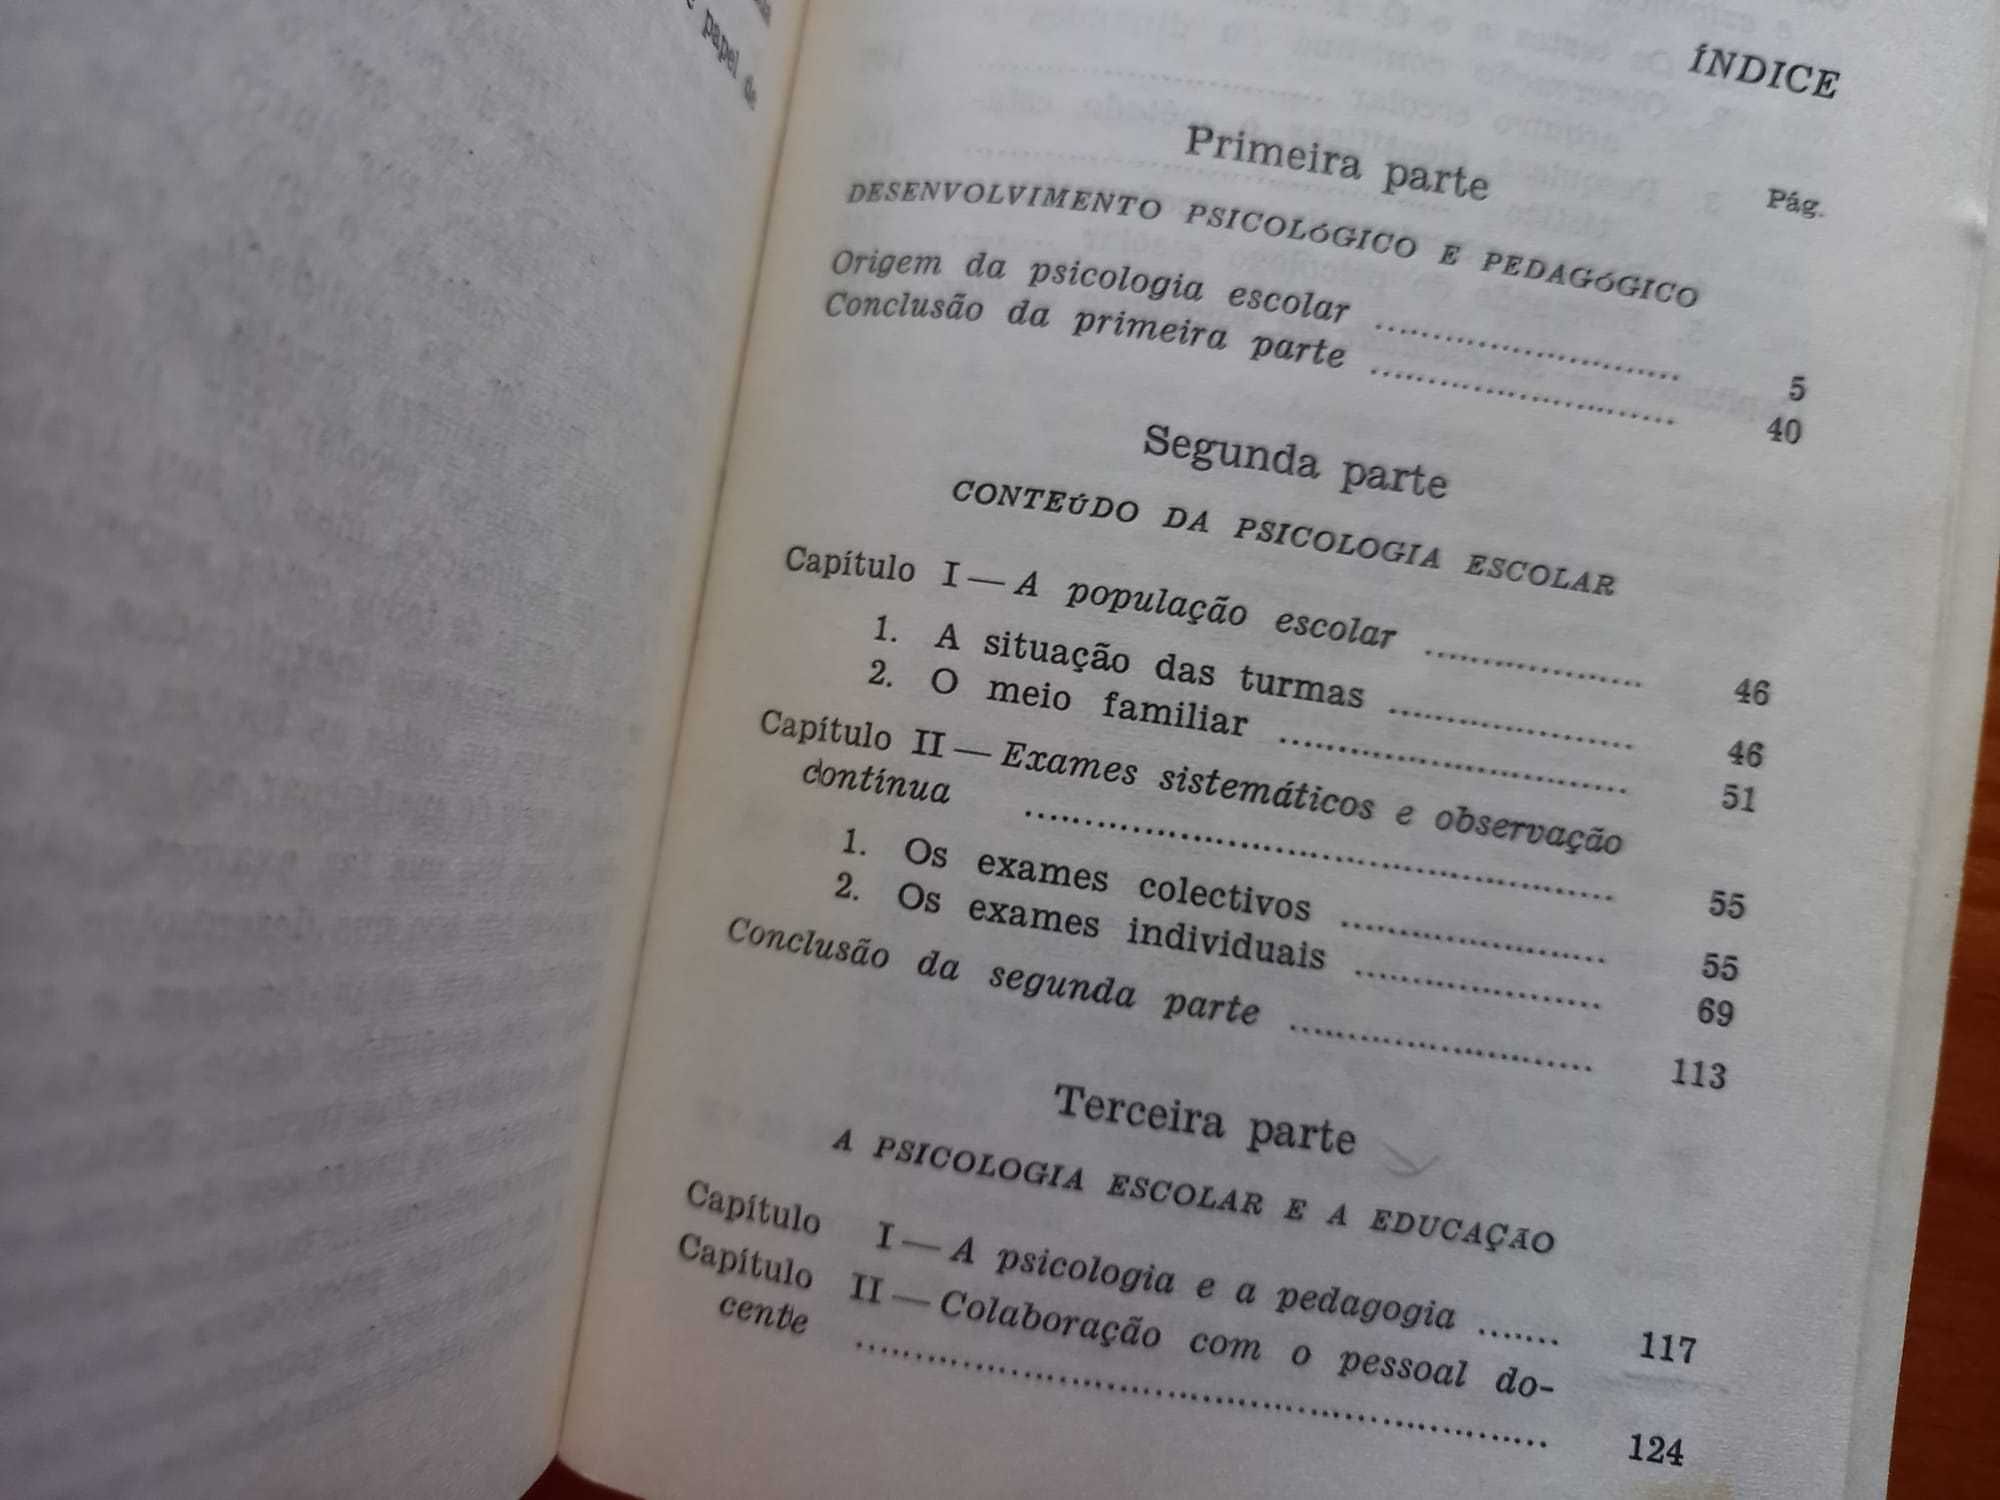 papel de
ÍNDICE
Primeira parte
Pág.
DESENVOLVIMENTO PSICOLÓGICO E PEDAGÓGICO
Origem da psicologia escolar .......................... 5
Conclusão da primeira parte .......................... 40
Segunda parte
CONTEÚDO DA PSICOLOGIA ESCOLAR
Capítulo I — A população escolar ................... 46
1. A situação das turmas ..................... 46
2. O meio familiar .............................. 51
Capítulo II — Exames sistemáticos e observação
contínua .................................................. 55
1. Os exames colectivos ....................... 55
2. Os exames individuais ..................... 69
Conclusão da segunda parte .......................... 113
Terceira parte
A PSICOLOGIA ESCOLAR E A EDUCAÇÃO
Capítulo I — A psicologia e a pedagogia ....... 117
Capítulo II — Colaboração com o pessoal do-
cente .......................................................... 124